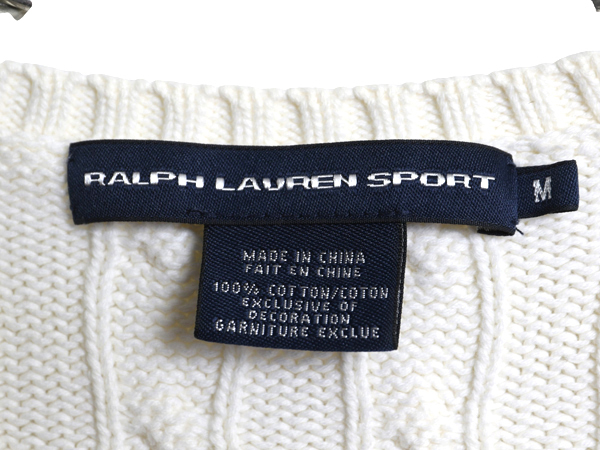 RALPH LAUREN SPORT
M
MADE IN CHINA
FAIT EN CHINE
100% COTTON/COTON
EXCLUSIVE OF
DECORATION
GARNITURE EXCLUE